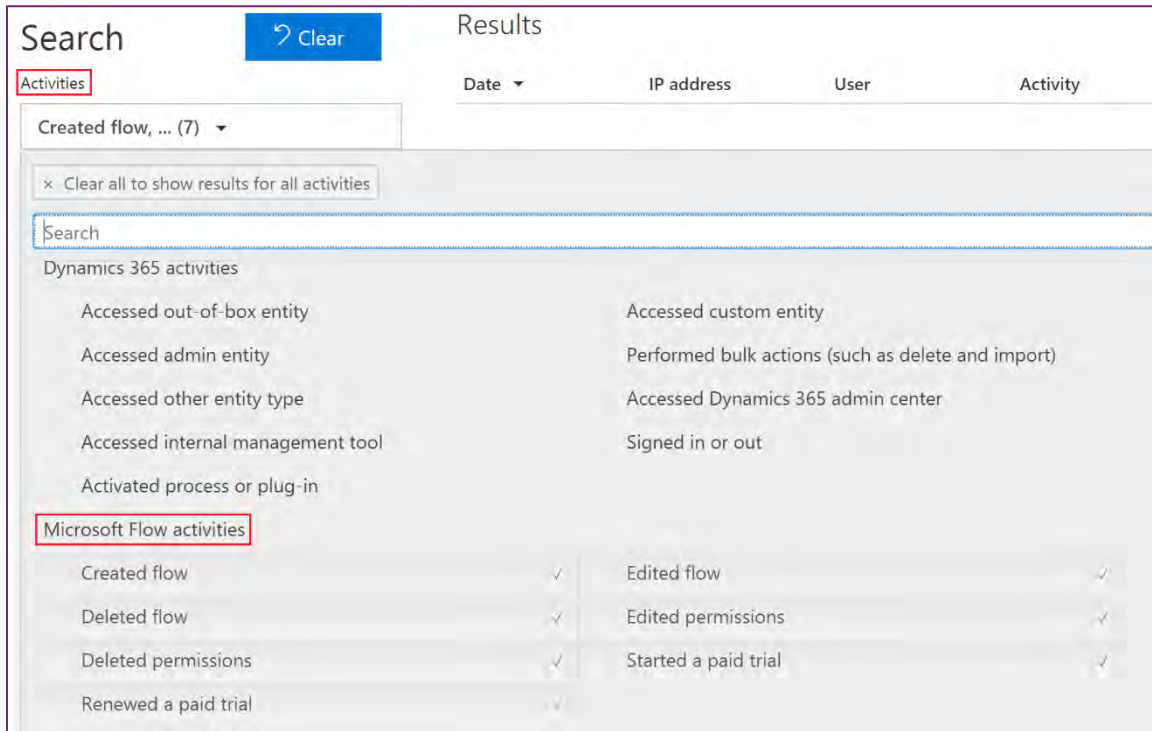 Search
Clear
Results
Activities
Date
IP address
User
Activity
Created flow, ... (7)
× Clear all to show results for all activities
Search
Dynamics 365 activities
Accessed out-of-box entity
Accessed custom entity
Accessed admin entity
Performed bulk actions (such as delete and import)
Accessed other entity type
Accessed Dynamics 365 admin center
Accessed internal management tool
Signed in or out
Activated process or plug-in
Microsoft Flow activities
Created flow
Edited flow
Deleted flow
Edited permissions
Deleted permissions
Started a paid trial
Renewed a paid trial